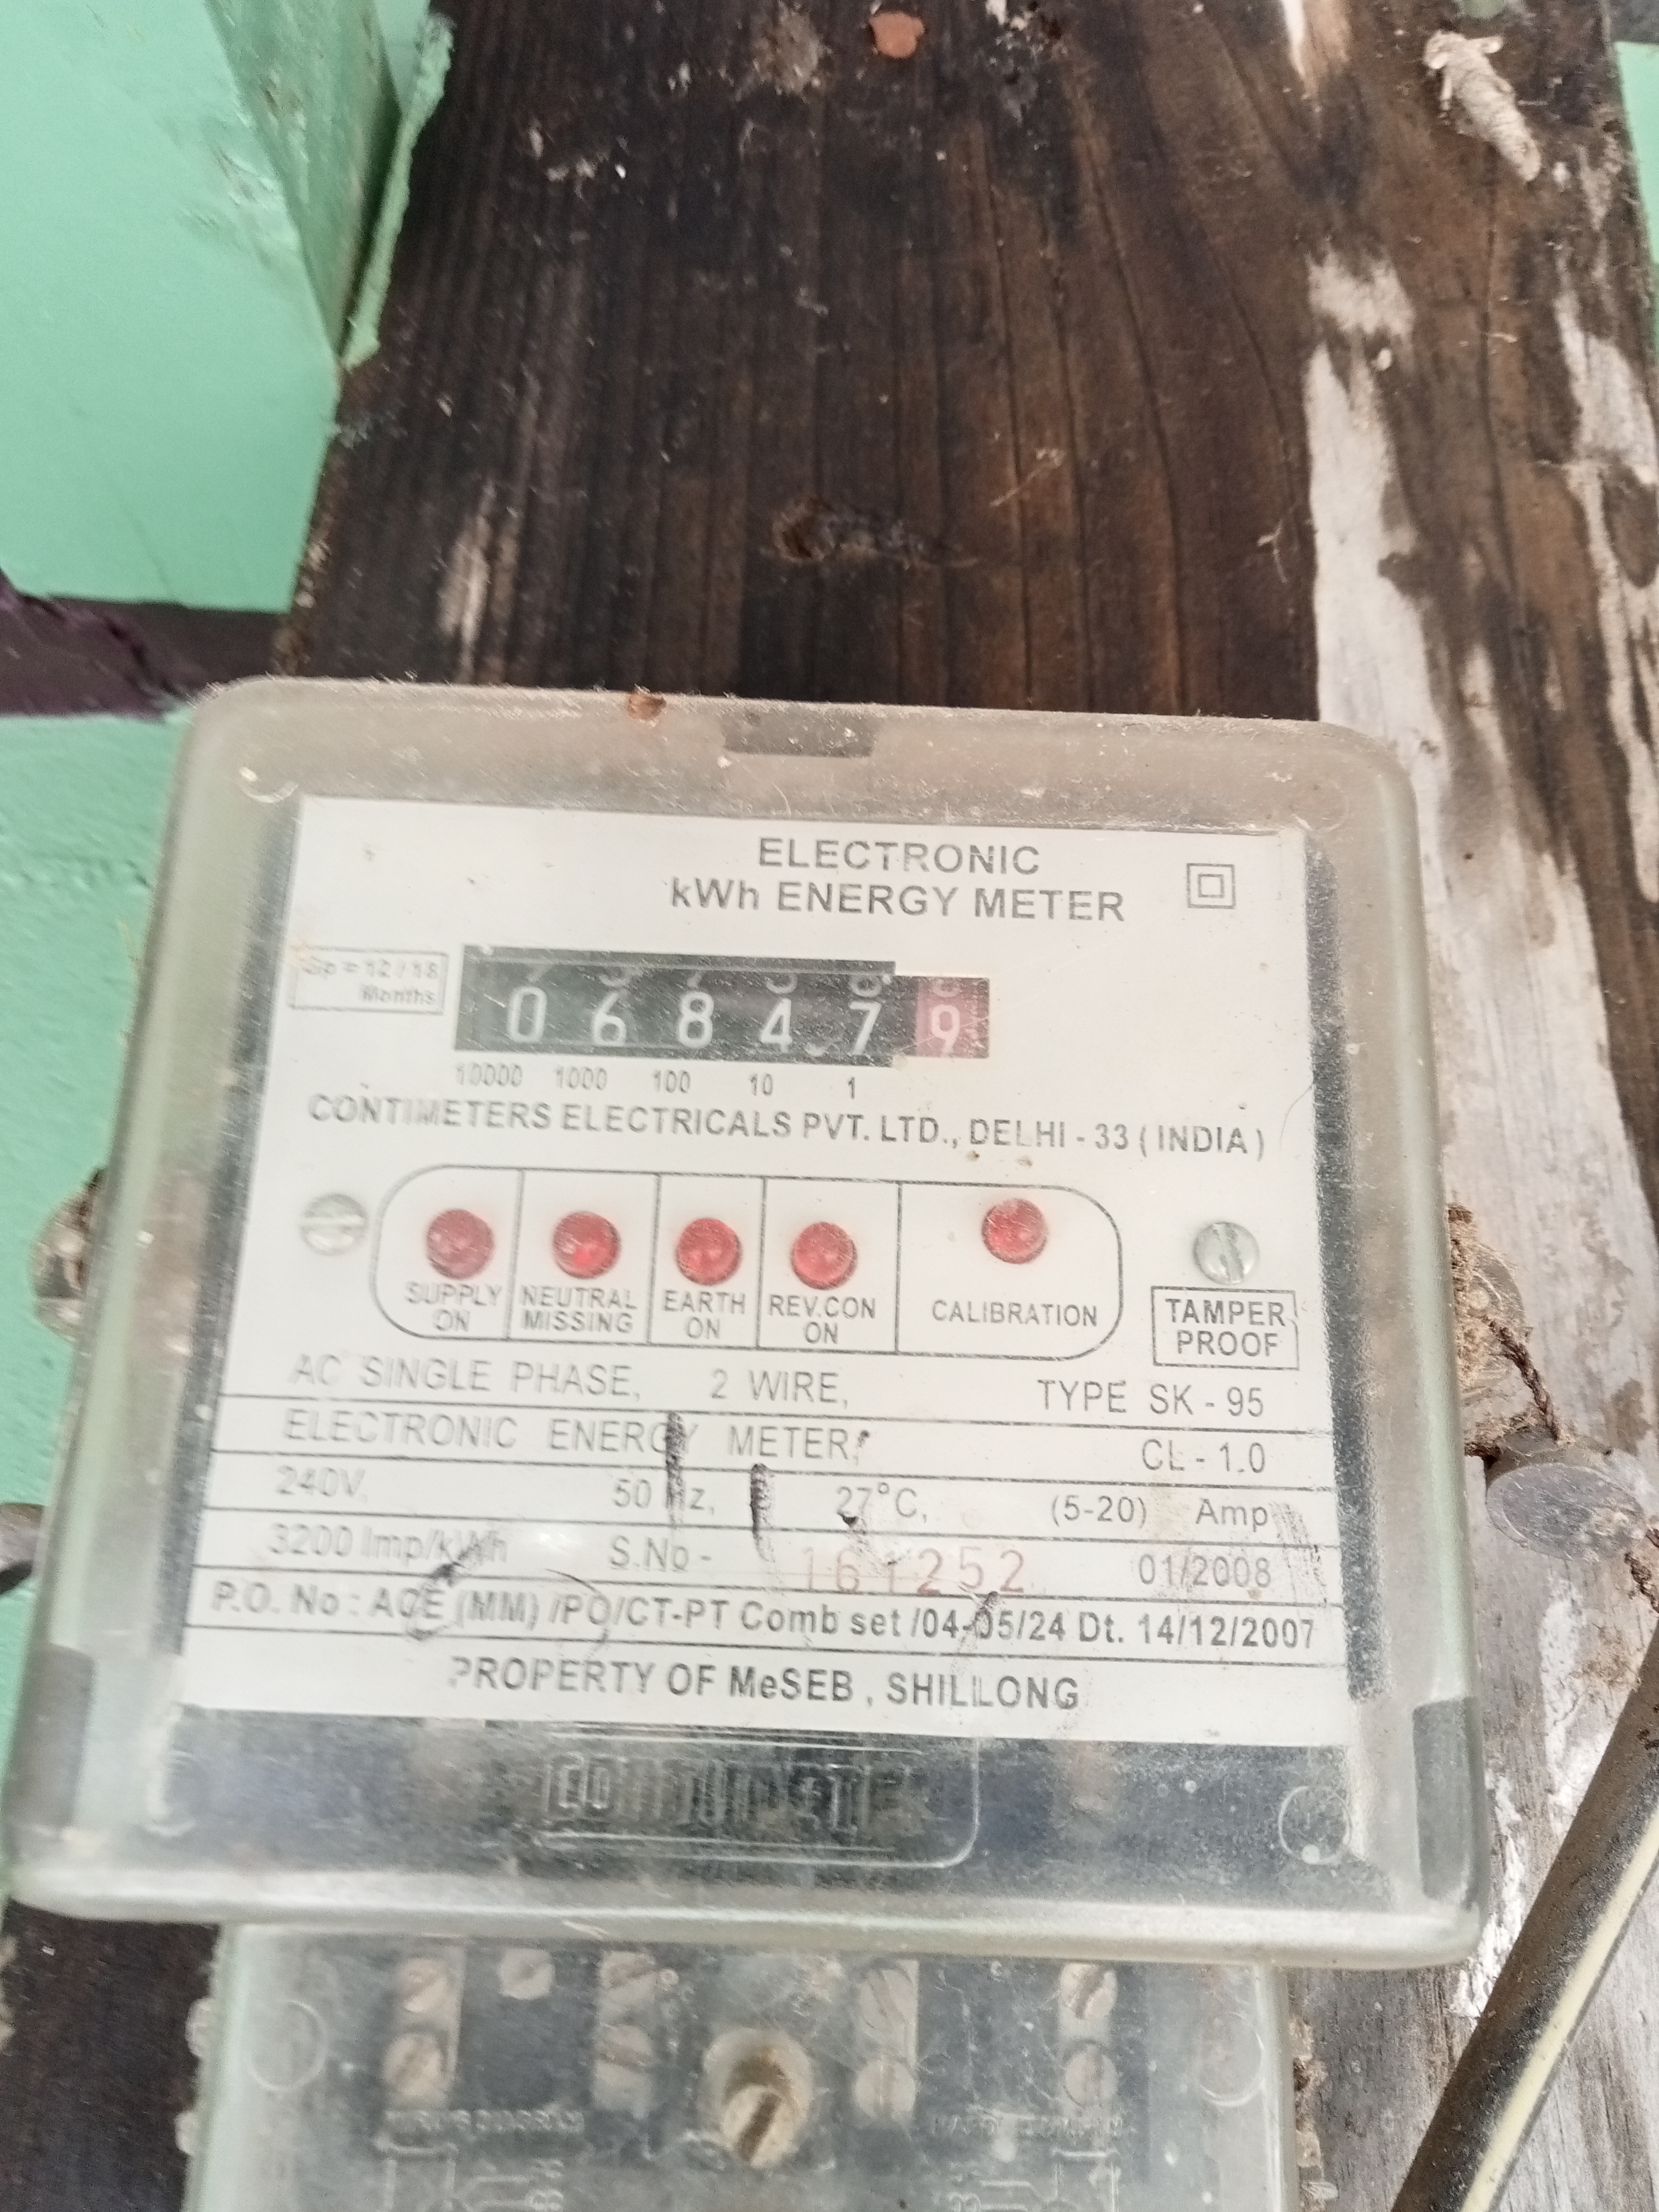 ELECTRONIC
kWh ENERGY METER
Gp = 12 / 18
Months
0 6 8 4 7 9
10000 1000 100 10 1
CONTIMETERS ELECTRICALS PVT. LTD., DELHI - 33 ( INDIA )
SUPPLY ON
NEUTRAL MISSING
EARTH ON
REV.CON ON
CALIBRATION
TAMPER PROOF
AC SINGLE PHASE, 2 WIRE, TYPE SK - 95
ELECTRONIC ENERGY METER, CL - 1.0
240V, 50 Hz, 27°C, (5-20) Amp
3200 Imp/kWh S.No - 161252 01/2008
P.O. No : ACE (MM) /PO/CT-PT Comb set /04-05/24 Dt. 14/12/2007
PROPERTY OF MeSEB , SHILLONG